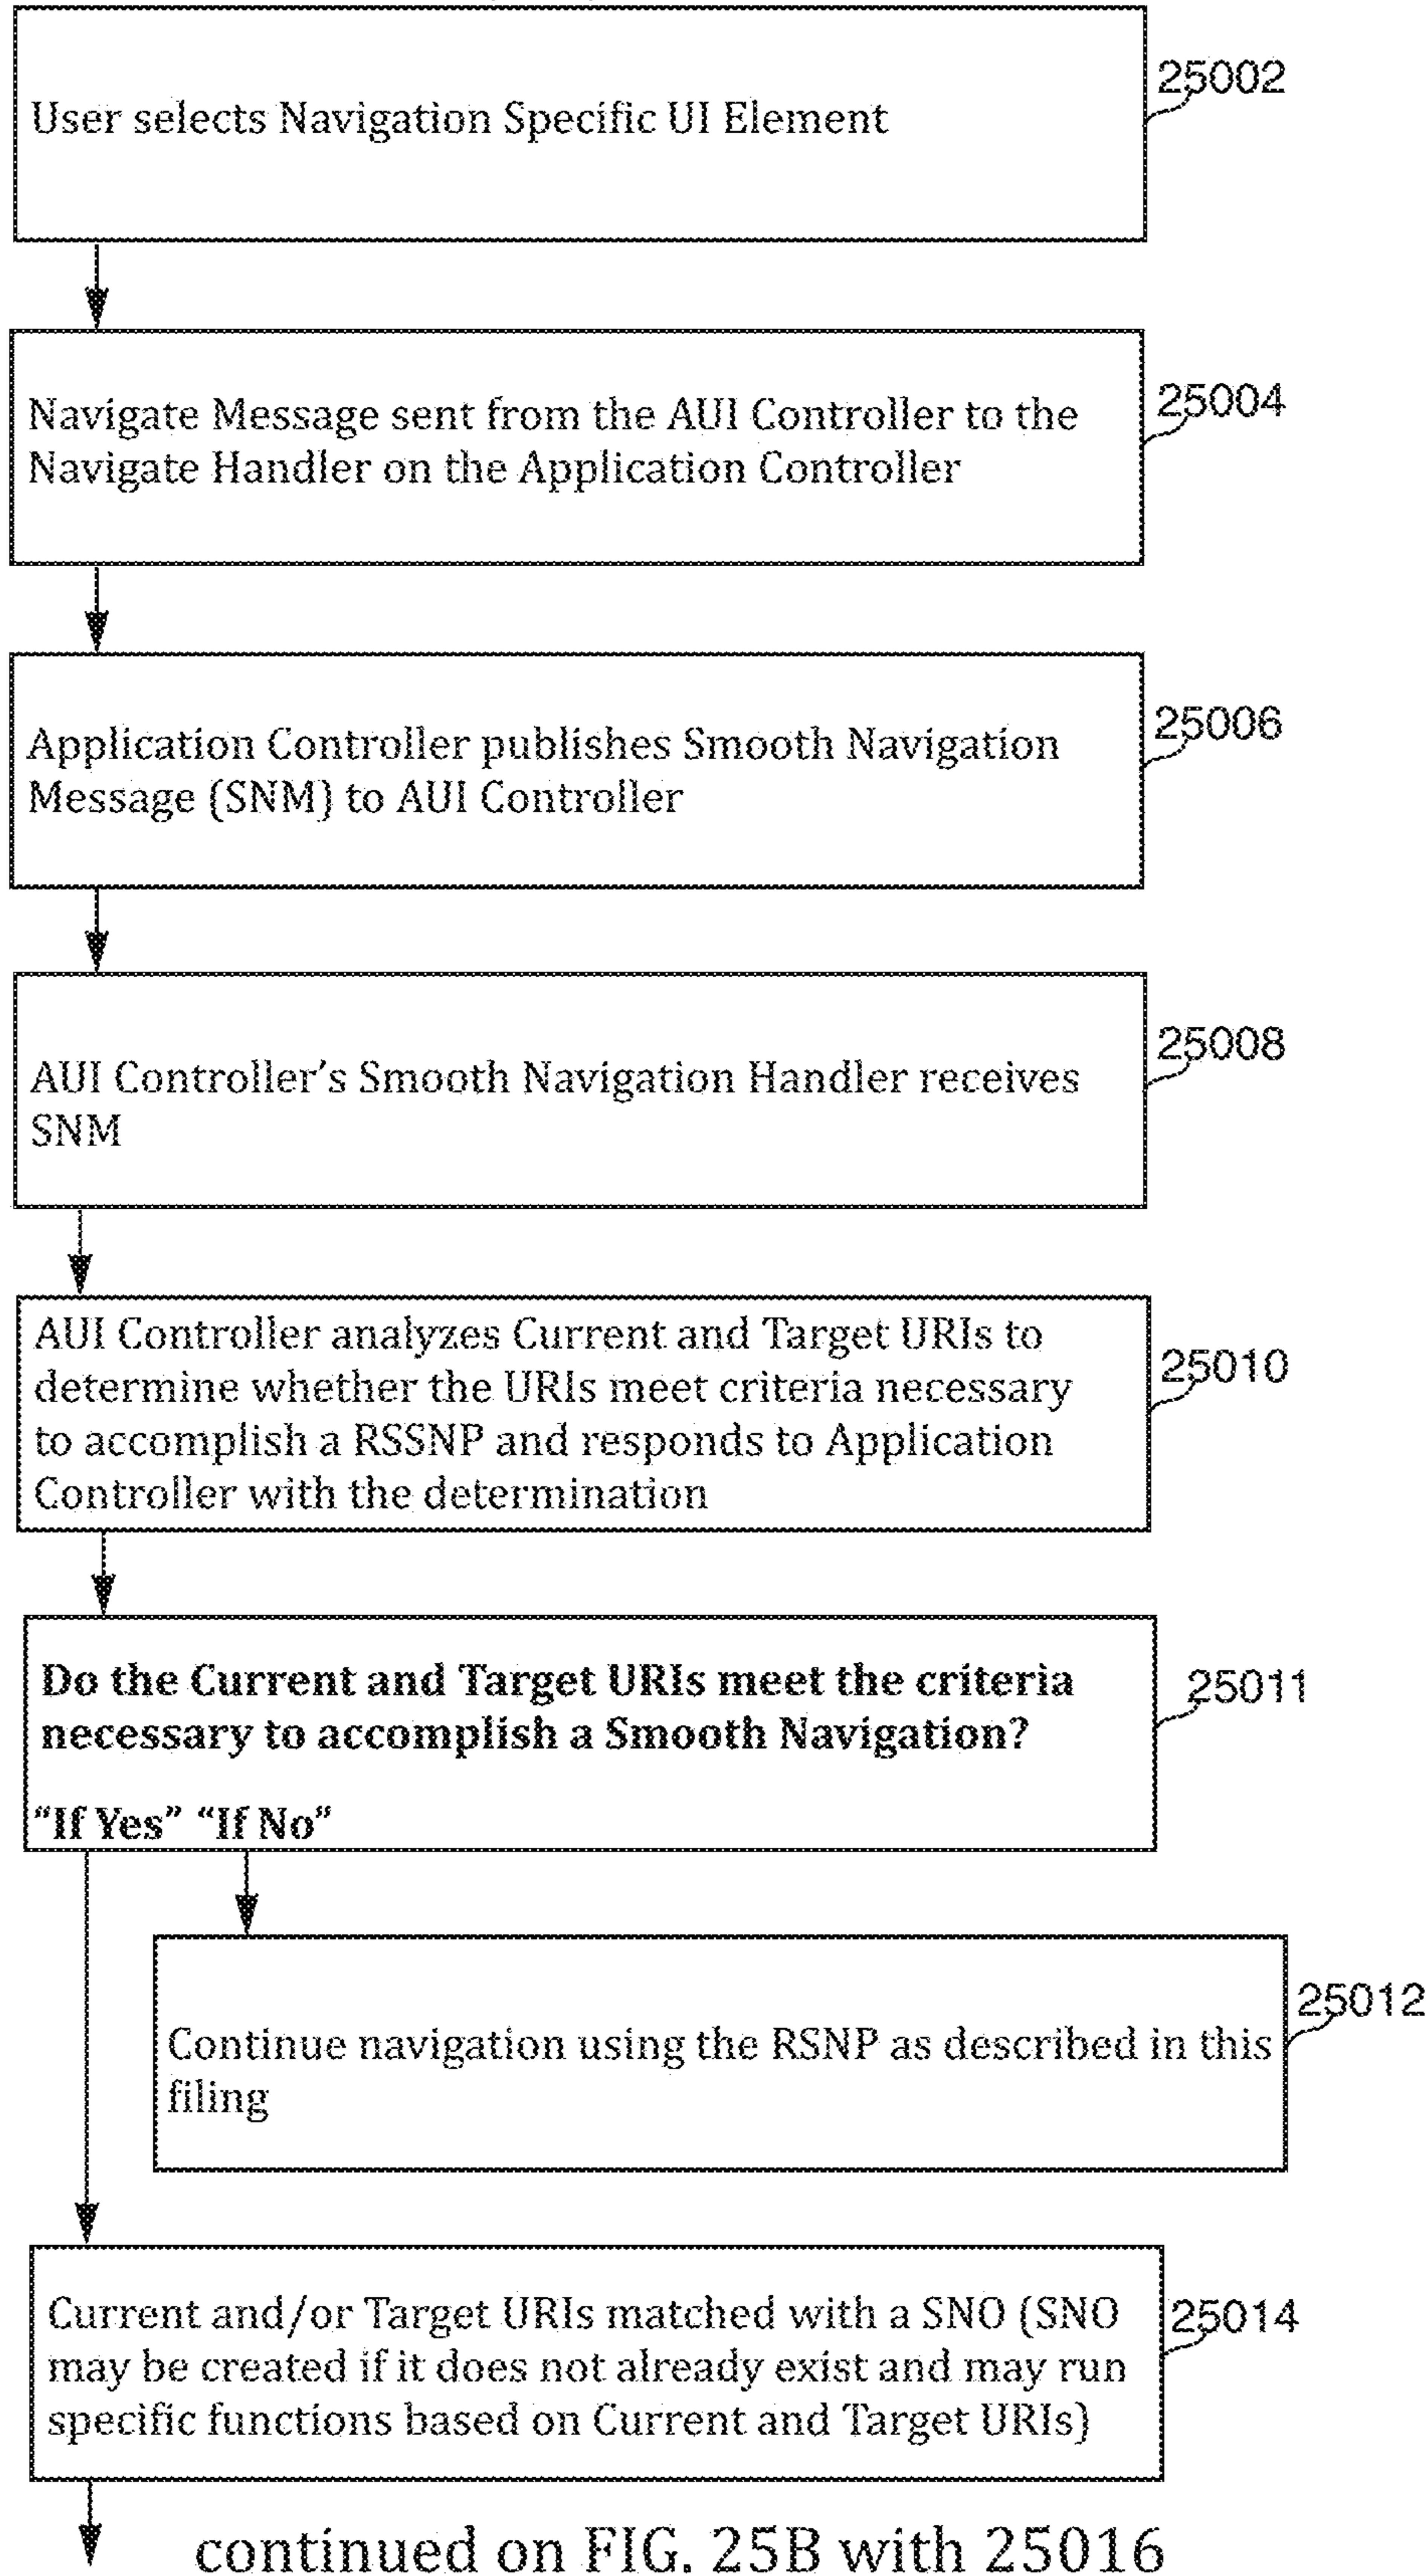 User selects Navigation Specific UI Element
25002
Navigate Message sent from the AUI Controller to the
Navigate Handler on the Application Controller
25004
Application Controller publishes Smooth Navigation
Message (SNM) to AUI Controller
25006
AUI Controller's Smooth Navigation Handler receives
SNM
25008
AUI Controller analyzes Current and Target URIs to
determine whether the URIs meet criteria necessary
to accomplish a RSSNP and responds to Application
Controller with the determination
25010
Do the Current and Target URIs meet the criteria
necessary to accomplish a Smooth Navigation?
"If Yes" "If No"
25011
Continue navigation using the RSNP as described in this
filing
25012
Current and/or Target URIs matched with a SNO (SNO
may be created if it does not already exist and may run
specific functions based on Current and Target URIs)
25014
continued on FIG. 25B with 25016